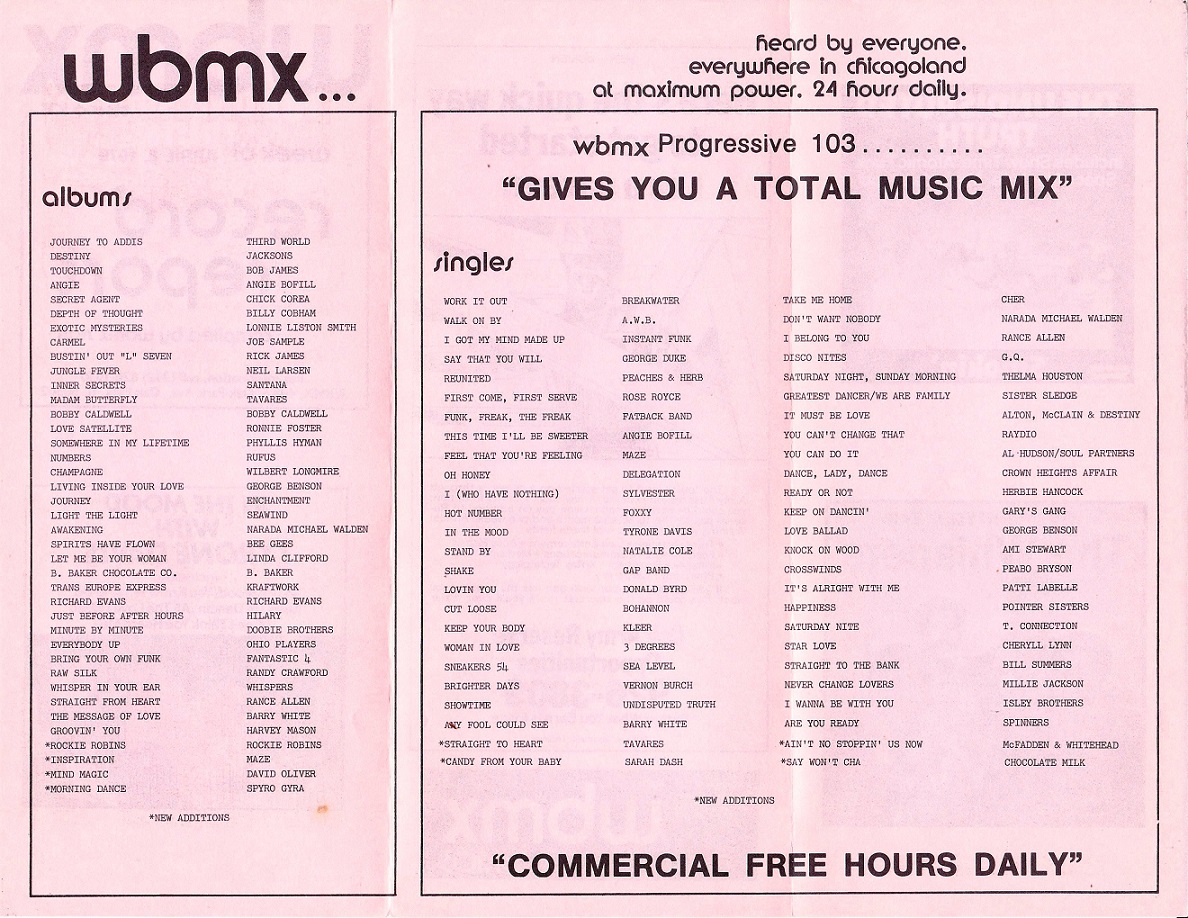 wbmx...
heard by everyone.
everywhere in chicagoland
at maximum power. 24 hours daily.
albums
JOURNEY TO ADDIS THIRD WORLD
DESTINY JACKSONS
TOUCHDOWN BOB JAMES
ANGIE ANGIE BOFILL
SECRET AGENT CHICK COREA
DEPTH OF THOUGHT BILLY COBHAM
EXOTIC MYSTERIES LONNIE LISTON SMITH
CARMEL JOE SAMPLE
BUSTIN' OUT "L" SEVEN RICK JAMES
JUNGLE FEVER NEIL LARSEN
INNER SECRETS SANTANA
MADAM BUTTERFLY TAVARES
BOBBY CALDWELL BOBBY CALDWELL
LOVE SATELLITE RONNIE FOSTER
SOMEWHERE IN MY LIFETIME PHYLLIS HYMAN
NUMBERS RUFUS
CHAMPAGNE WILBERT LONGMIRE
LIVING INSIDE YOUR LOVE GEORGE BENSON
JOURNEY ENCHANTMENT
LIGHT THE LIGHT SEAWIND
AWAKENING NARADA MICHAEL WALDEN
SPIRITS HAVE FLOWN BEE GEES
LET ME BE YOUR WOMAN LINDA CLIFFORD
B. BAKER CHOCOLATE CO. B. BAKER
TRANS EUROPE EXPRESS KRAFTWORK
RICHARD EVANS RICHARD EVANS
JUST BEFORE AFTER HOURS HILARY
MINUTE BY MINUTE DOOBIE BROTHERS
EVERYBODY UP OHIO PLAYERS
BRING YOUR OWN FUNK FANTASTIC 4
RAW SILK RANDY CRAWFORD
WHISPER IN YOUR EAR WHISPERS
STRAIGHT FROM HEART RANCE ALLEN
THE MESSAGE OF LOVE BARRY WHITE
GROOVIN' YOU HARVEY MASON
*ROCKIE ROBINS ROCKIE ROBINS
*INSPIRATION MAZE
*MIND MAGIC DAVID OLIVER
*MORNING DANCE SPYRO GYRA
*NEW ADDITIONS
wbmx Progressive 103..........
"GIVES YOU A TOTAL MUSIC MIX"
singles
WORK IT OUT BREAKWATER TAKE ME HOME CHER
WALK ON BY A.W.B. DON'T WANT NOBODY NARADA MICHAEL WALDEN
I GOT MY MIND MADE UP INSTANT FUNK I BELONG TO YOU RANCE ALLEN
SAY THAT YOU WILL GEORGE DUKE DISCO NITES G.Q.
REUNITED PEACHES & HERB SATURDAY NIGHT, SUNDAY MORNING THELMA HOUSTON
FIRST COME, FIRST SERVE ROSE ROYCE GREATEST DANCER/WE ARE FAMILY SISTER SLEDGE
FUNK, FREAK, THE FREAK FATBACK BAND IT MUST BE LOVE ALTON, McCLAIN & DESTINY
THIS TIME I'LL BE SWEETER ANGIE BOFILL YOU CAN'T CHANGE THAT RAYDIO
FEEL THAT YOU'RE FEELING MAZE YOU CAN DO IT AL HUDSON/SOUL PARTNERS
OH HONEY DELEGATION DANCE, LADY, DANCE CROWN HEIGHTS AFFAIR
I (WHO HAVE NOTHING) SYLVESTER READY OR NOT HERBIE HANCOCK
HOT NUMBER FOXXY KEEP ON DANCIN' GARY'S GANG
IN THE MOOD TYRONE DAVIS LOVE BALLAD GEORGE BENSON
STAND BY NATALIE COLE KNOCK ON WOOD AMI STEWART
SHAKE GAP BAND CROSSWINDS PEABO BRYSON
LOVIN YOU DONALD BYRD IT'S ALRIGHT WITH ME PATTI LABELLE
CUT LOOSE BOHANNON HAPPINESS POINTER SISTERS
KEEP YOUR BODY KLEER SATURDAY NITE T. CONNECTION
WOMAN IN LOVE 3 DEGREES STAR LOVE CHERYLL LYNN
SNEAKERS 54 SEA LEVEL STRAIGHT TO THE BANK BILL SUMMERS
BRIGHTER DAYS VERNON BURCH NEVER CHANGE LOVERS MILLIE JACKSON
SHOWTIME UNDISPUTED TRUTH I WANNA BE WITH YOU ISLEY BROTHERS
ANY FOOL COULD SEE BARRY WHITE ARE YOU READY SPINNERS
*STRAIGHT TO HEART TAVARES *AIN'T NO STOPPIN' US NOW McFADDEN & WHITEHEAD
*CANDY FROM YOUR BABY SARAH DASH *SAY WON'T CHA CHOCOLATE MILK
*NEW ADDITIONS
"COMMERCIAL FREE HOURS DAILY"